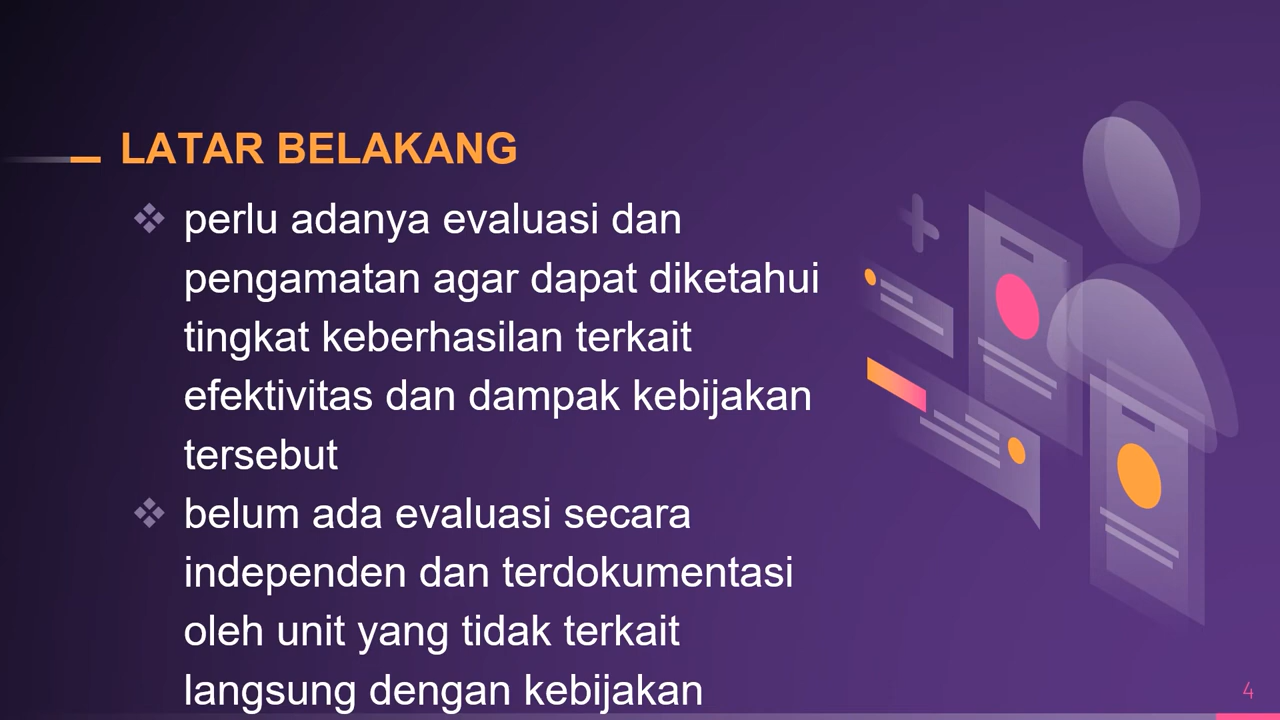 LATAR BELAKANG
perlu adanya evaluasi dan
pengamatan agar dapat diketahui
tingkat keberhasilan terkait
efektivitas dan dampak kebijakan
tersebut
belum ada evaluasi secara
independen dan terdokumentasi
oleh unit yang tidak terkait
langsung dengan kebijakan
4